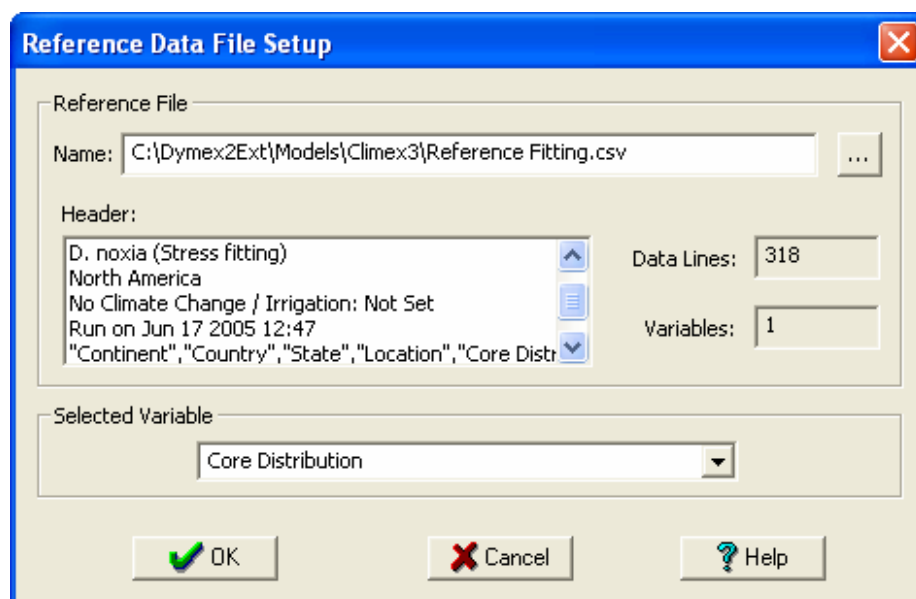 Reference Data File Setup
Reference File
Name: C:\Dymex2Ext\Models\Climex3\Reference Fitting.csv ...
Header:
D. noxia (Stress fitting)
North America
No Climate Change / Irrigation: Not Set
Run on Jun 17 2005 12:47
"Continent","Country","State","Location","Core Distr
Data Lines: 318
Variables: 1
Selected Variable
Core Distribution
OK Cancel Help